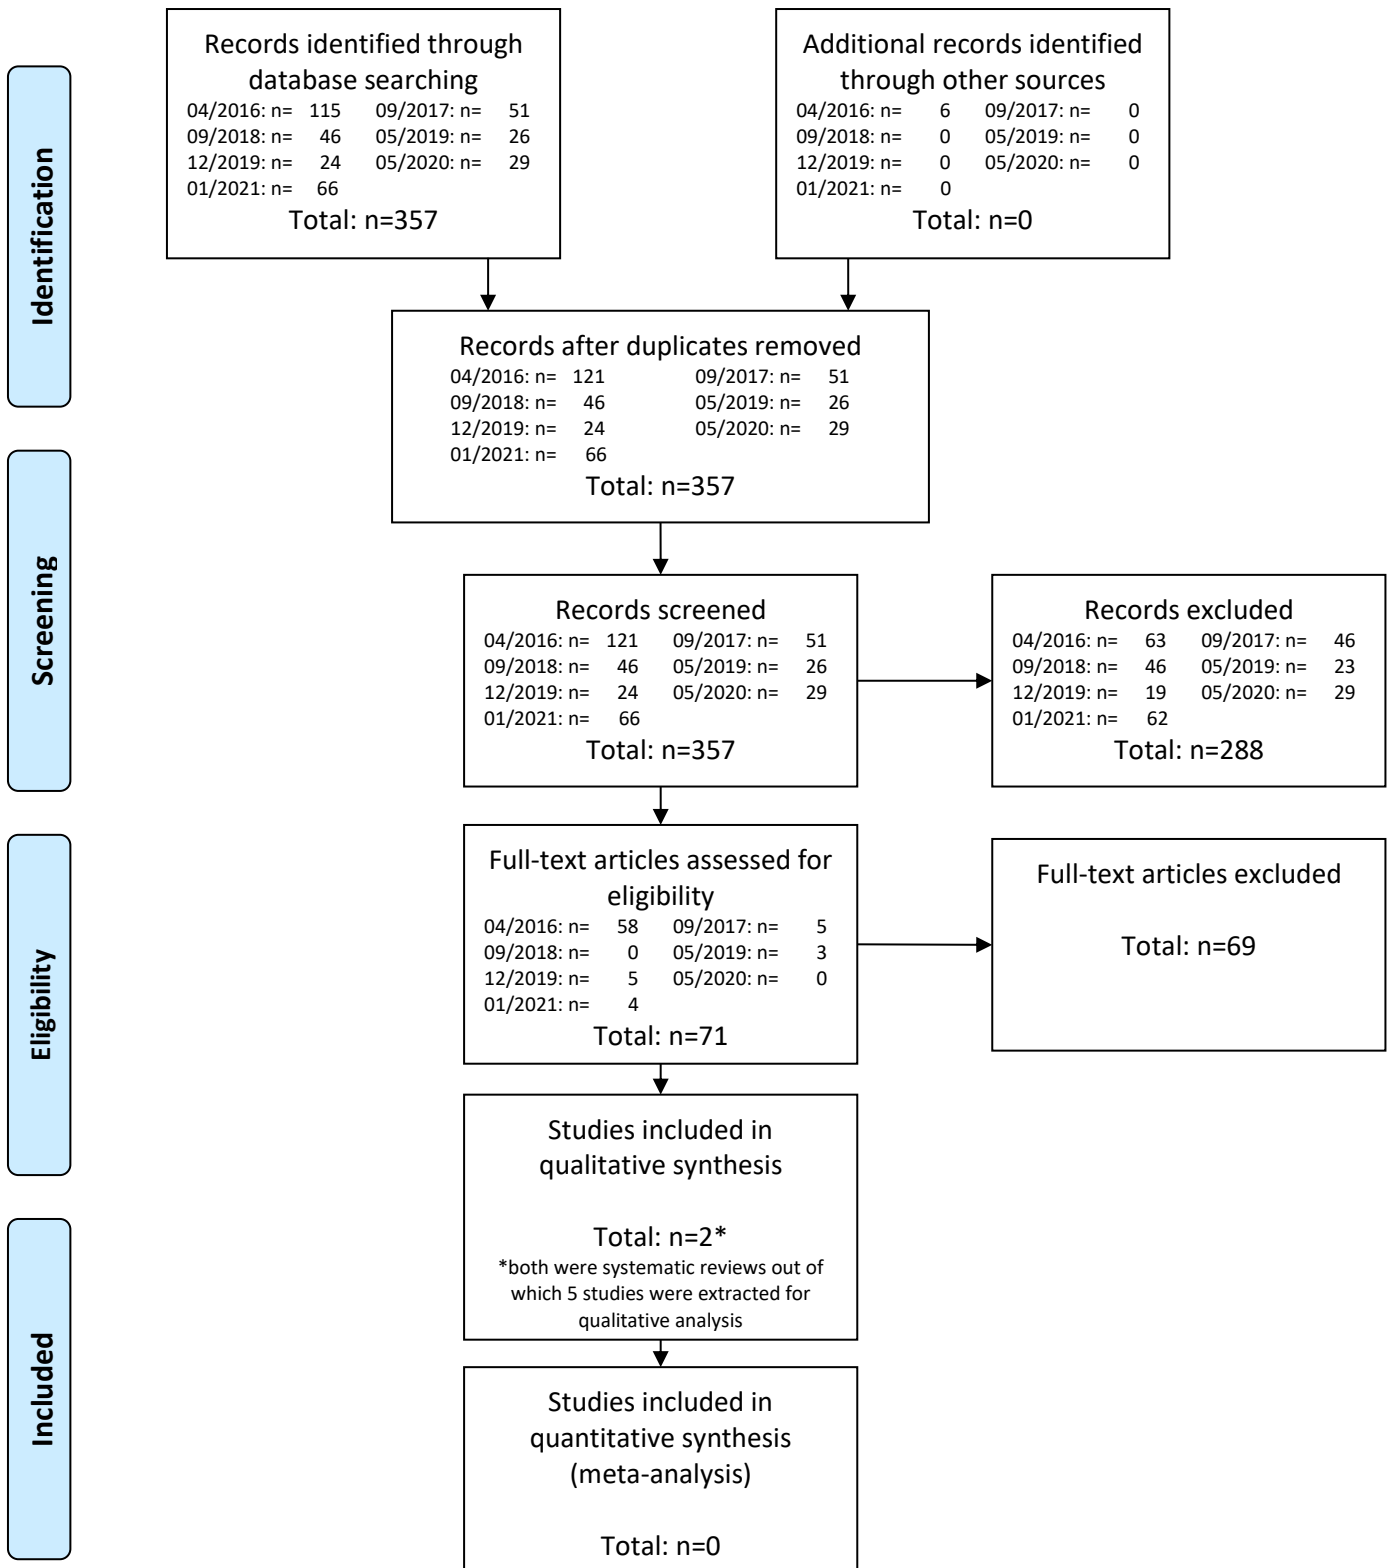 Identification
Records identified through
database searching
04/2016: n= 115 09/2017: n= 51
09/2018: n= 46 05/2019: n= 26
12/2019: n= 24 05/2020: n= 29
01/2021: n= 66
Total: n=357
Additional records identified
through other sources
04/2016: n= 6 09/2017: n= 0
09/2018: n= 0 05/2019: n= 0
12/2019: n= 0 05/2020: n= 0
01/2021: n= 0
Total: n=0
Records after duplicates removed
04/2016: n= 121 09/2017: n= 51
09/2018: n= 46 05/2019: n= 26
12/2019: n= 24 05/2020: n= 29
01/2021: n= 66
Total: n=357
Screening
Records screened
04/2016: n= 121 09/2017: n= 51
09/2018: n= 46 05/2019: n= 26
12/2019: n= 24 05/2020: n= 29
01/2021: n= 66
Total: n=357
Records excluded
04/2016: n= 63 09/2017: n= 46
09/2018: n= 46 05/2019: n= 23
12/2019: n= 19 05/2020: n= 29
01/2021: n= 62
Total: n=288
Eligibility
Full-text articles assessed for
eligibility
04/2016: n= 58 09/2017: n= 5
09/2018: n= 0 05/2019: n= 3
12/2019: n= 5 05/2020: n= 0
01/2021: n= 4
Total: n=71
Full-text articles excluded
Total: n=69
Included
Studies included in
qualitative synthesis
Total: n=2*
*both were systematic reviews out of
which 5 studies were extracted for
qualitative analysis
Studies included in
quantitative synthesis
(meta-analysis)
Total: n=0